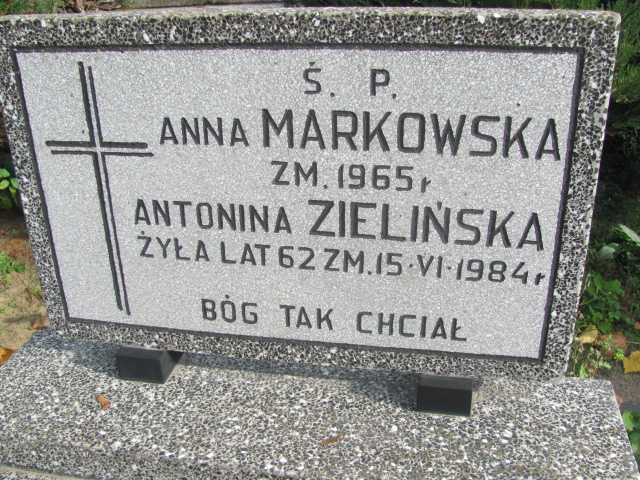 Ś. P.
ANNA MARKOWSKA
ZM. 1965 r
ANTONINA ZIELIŃSKA
ŻYŁA LAT 62 ZM. 15·VI·1984 r
BÓG TAK CHCIAŁ